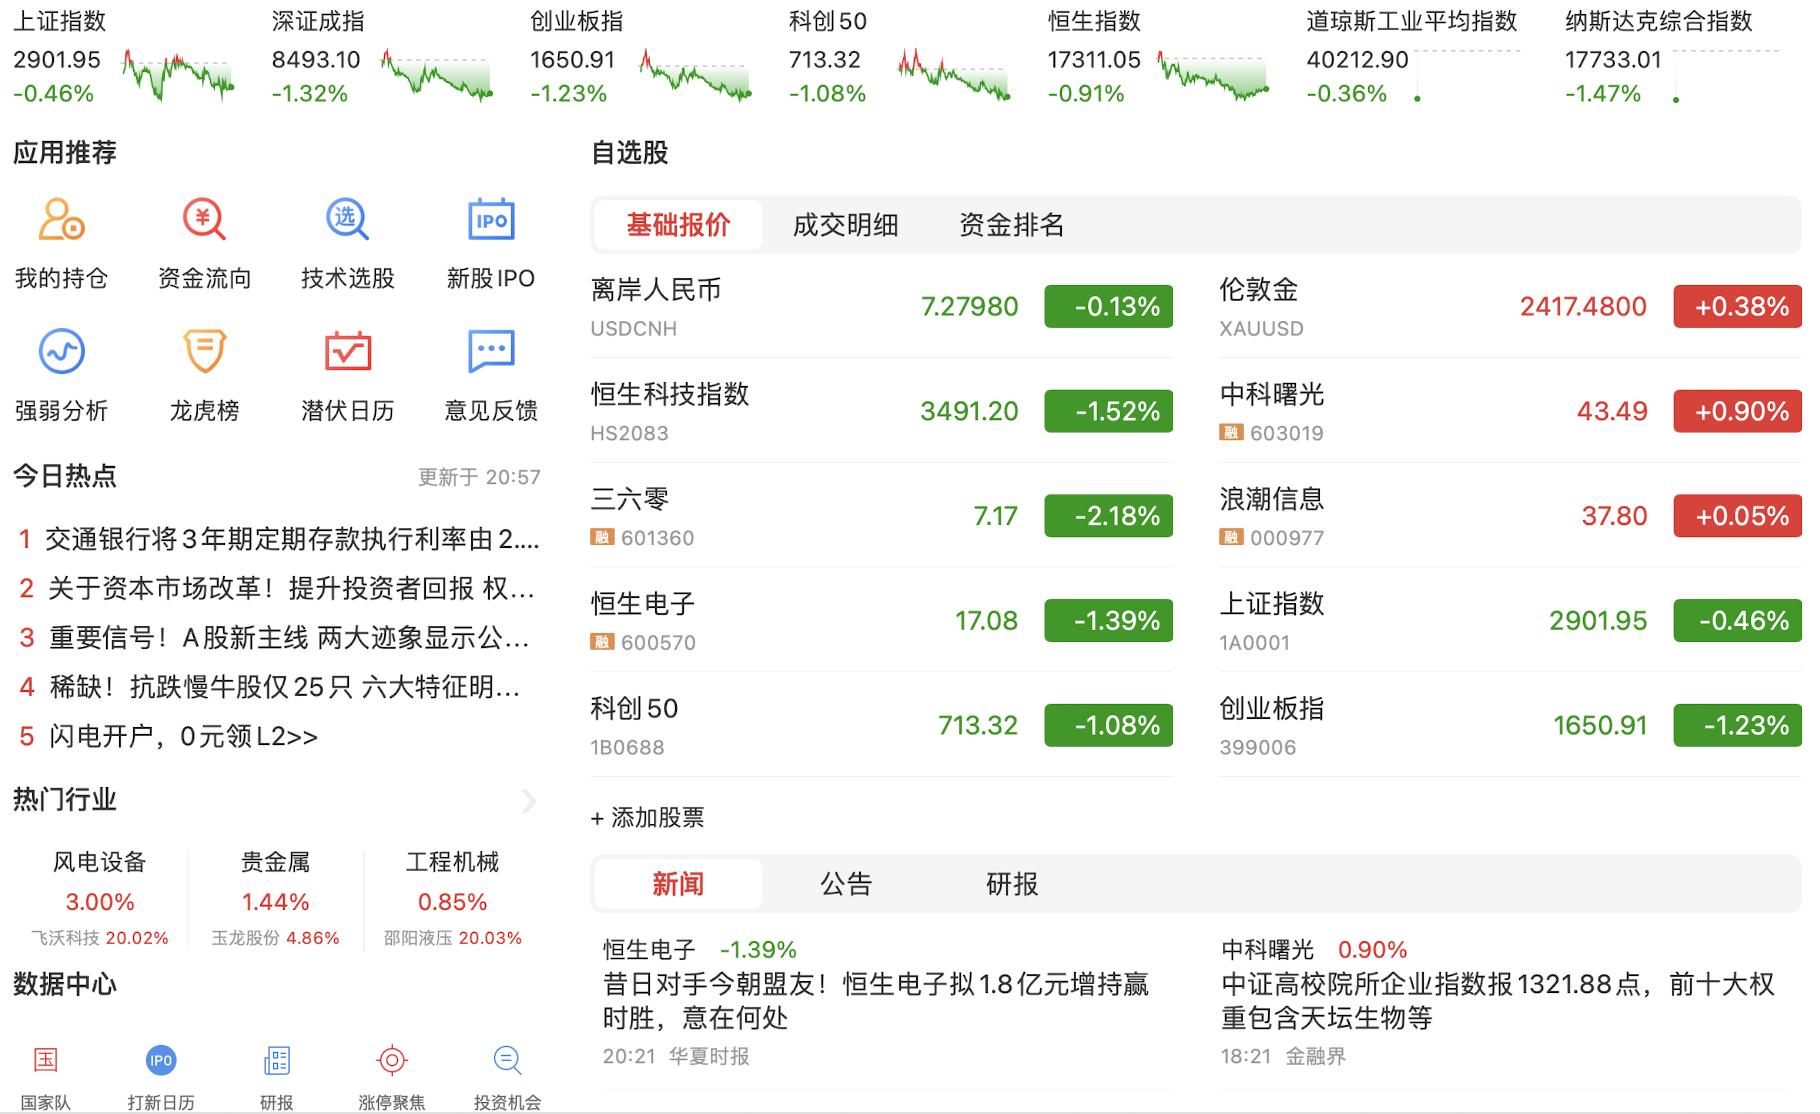 上证指数
2901.95
-0.46%
深证成指
8493.10
-1.32%
创业板指
1650.91
-1.23%
科创50
713.32
-1.08%
恒生指数
17311.05
-0.91%
道琼斯工业平均指数
40212.90
-0.36%
纳斯达克综合指数
17733.01
-1.47%
应用推荐
我的持仓
资金流向
选
技术选股
IPO
新股IPO
强弱分析
龙虎榜
潜伏日历
意见反馈
今日热点
更新于 20:57
1 交通银行将3年期定期存款执行利率由2....
2 关于资本市场改革！提升投资者回报 权...
3 重要信号！A股新主线 两大迹象显示公...
4 稀缺！抗跌慢牛股仅25只 六大特征明...
5 闪电开户，0元领L2>>
热门行业
风电设备
3.00%
飞沃科技 20.02%
贵金属
1.44%
玉龙股份 4.86%
工程机械
0.85%
邵阳液压 20.03%
数据中心
国
国家队
IPO
打新日历
研报
涨停聚焦
投资机会
自选股
基础报价
成交明细
资金排名
离岸人民币
USDCNH
7.27980
-0.13%
伦敦金
XAUUSD
2417.4800
+0.38%
恒生科技指数
HS2083
3491.20
-1.52%
中科曙光
融 603019
43.49
+0.90%
三六零
融 601360
7.17
-2.18%
浪潮信息
融 000977
37.80
+0.05%
恒生电子
融 600570
17.08
-1.39%
上证指数
1A0001
2901.95
-0.46%
科创50
1B0688
713.32
-1.08%
创业板指
399006
1650.91
-1.23%
+ 添加股票
新闻
公告
研报
恒生电子 -1.39%
昔日对手今朝盟友！恒生电子拟1.8亿元增持赢
时胜，意在何处
20:21 华夏时报
中科曙光 0.90%
中证高校院所企业指数报1321.88点，前十大权
重包含天坛生物等
18:21 金融界